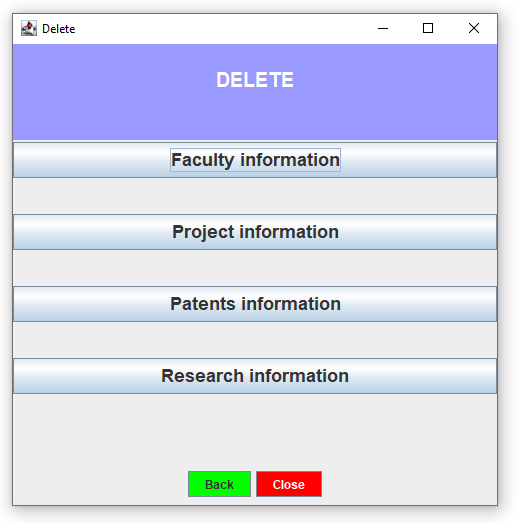 Delete
DELETE
Faculty information
Project information
Patents information
Research information
Back Close